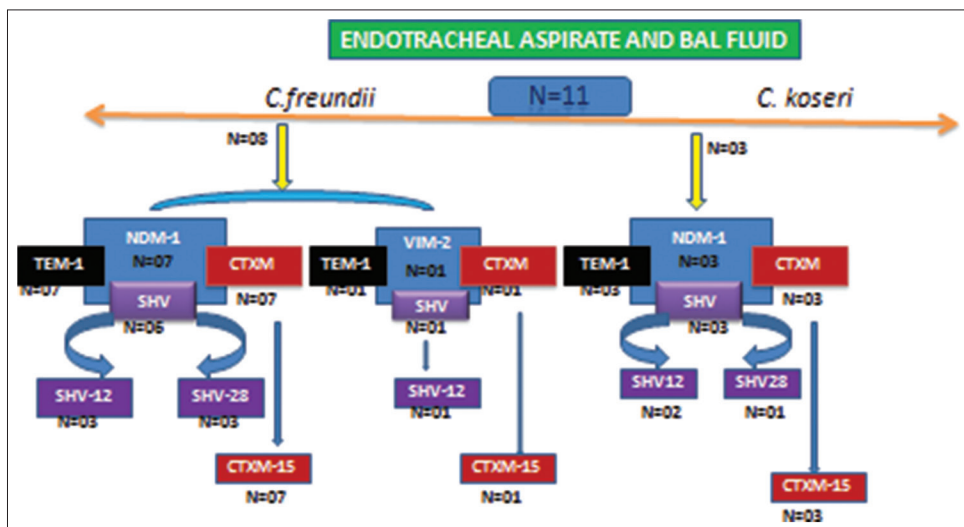 ENDOTRACHEAL ASPIRATE AND BAL FLUID
C.freundii N=11 C. koseri
N=08 N=03
NDM-1 VIM-2 NDM-1
TEM-1 N=07 CTXM TEM-1 N=01 CTXM TEM-1 N=03 CTXM
N=07 SHV N=07 N=01 SHV N=01 N=03 SHV N=03
N=06 N=01 N=03
SHV-12 SHV-28 SHV-12 SHV12 SHV28
N=03 N=03 N=01 N=02 N=01
CTXM-15 CTXM-15 CTXM-15
N=07 N=01 N=03